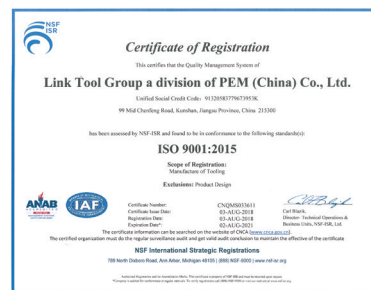 NSF
ISR
Certificate of Registration
This certifies that the Quality Management System of
Link Tool Group a division of PEM (China) Co., Ltd.
Unified Social Credit Code:
99 Mid Chenfeng Road, Kunshan, Jiangsu Province, China 215300
has been assessed by NSF-ISR and found to be in conformance to the following standard(s):
ISO 9001:2015
Scope of Registration:
Manufacture of Tooling
Exclusions: Product Design
ANAB
IAF
Certificate Number: CNQMS033611
Certificate Issue Date: 03-AUG-2018
Registration Date: 03-AUG-2018
Expiration Date*: 02-AUG-2021
Carl Blazik,
Director: Technical Operations &
Business Units, NSF-ISR, Ltd.
The certificate information can be searched on the website of CNCA (www.cnca.gov.cn)
The certified organization must do the regular surveillance audit and get valid audit conclusion to maintain the effective of the certificate
NSF International Strategic Registrations
789 North Dixboro Road, Ann Arbor, Michigan 48105 | (888) NSF-9000 | www.nsf-isr.org